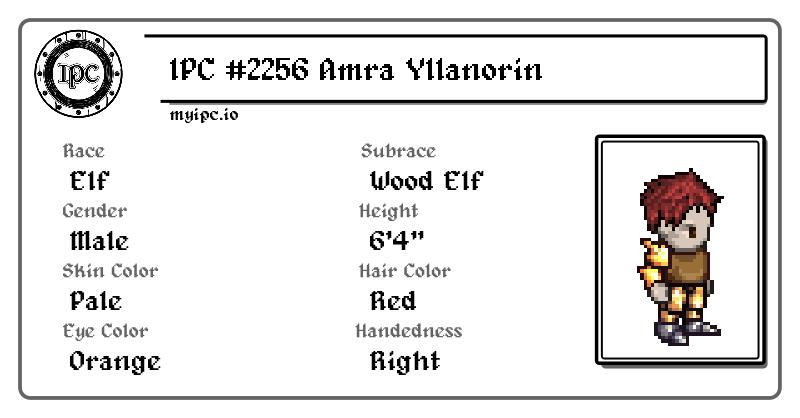 IPC
IPC #2256 Amra Yllanorin
myipc.io
Race
Elf
Subrace
Wood Elf
Gender
Male
Height
6'4"
Skin Color
Pale
Hair Color
Red
Eye Color
Orange
Handedness
Right